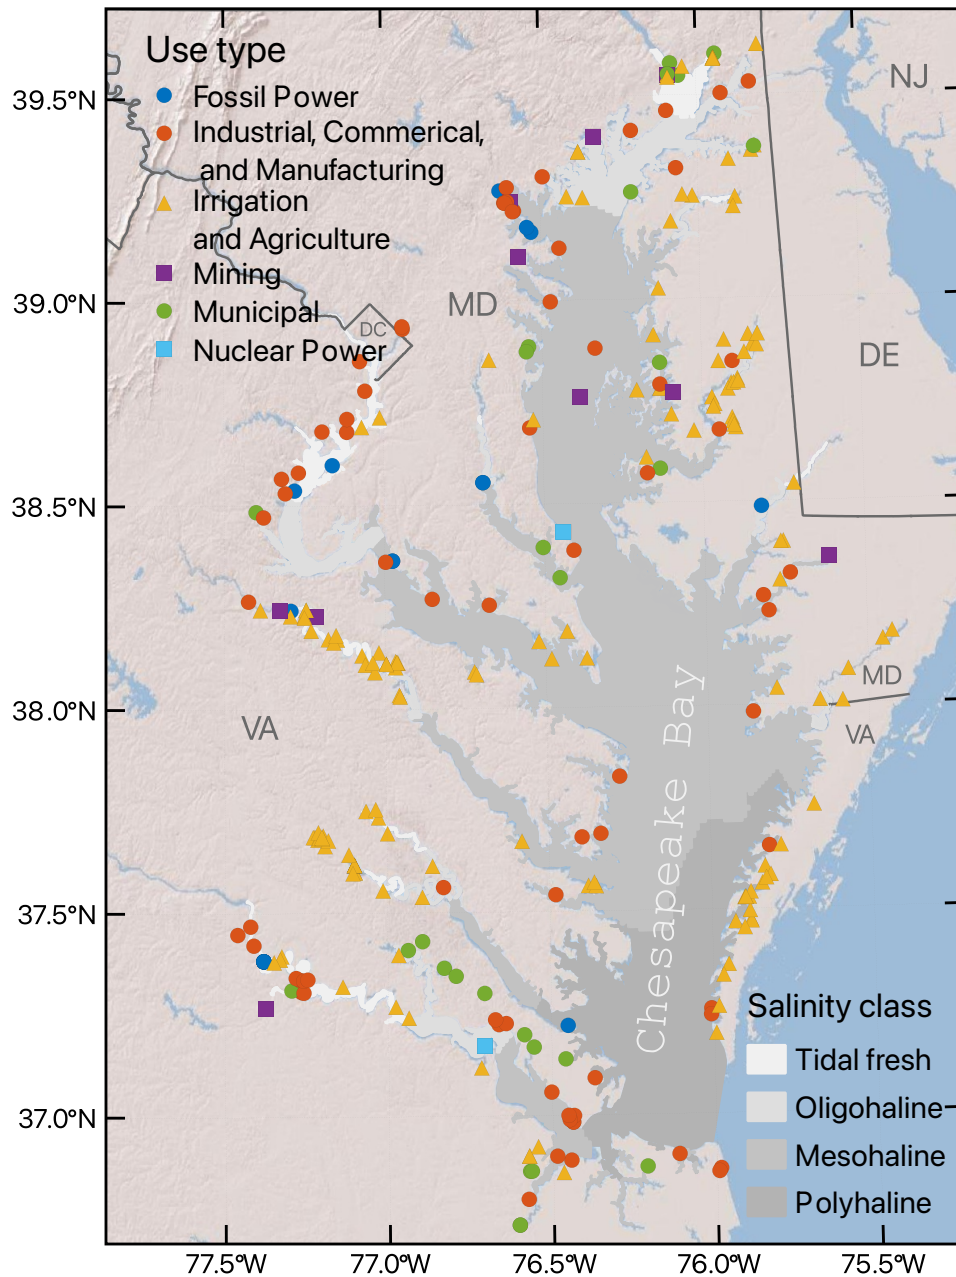 Use type
Fossil Power
Industrial, Commerical,
and Manufacturing
Irrigation
and Agriculture
Mining
Municipal
Nuclear Power
NJ
MD
DC
DE
MD
VA
VA
Chesapeake Bay
39.5°N
39.0°N
38.5°N
38.0°N
37.5°N
37.0°N
Salinity class
Tidal fresh
Oligohaline
Mesohaline
Polyhaline
77.5°W
77.0°W
76.5°W
76.0°W
75.5°W